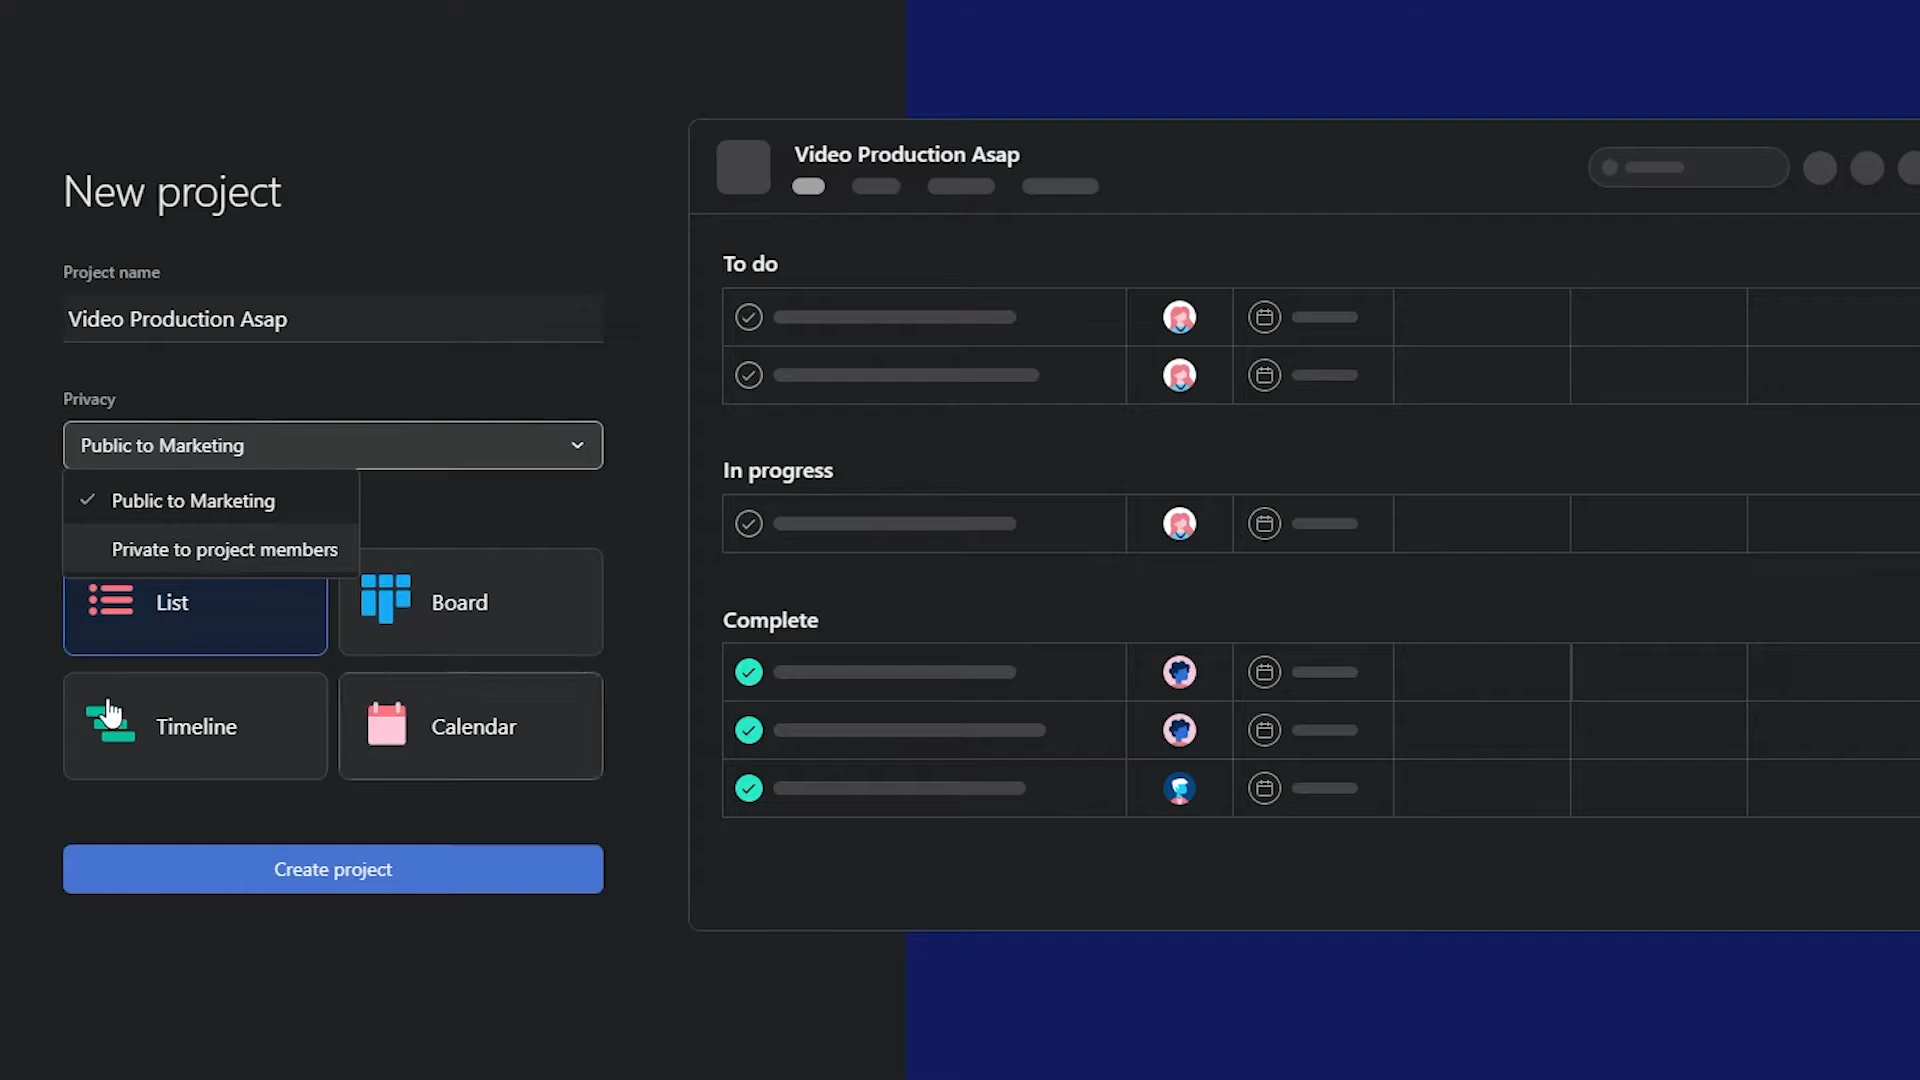 New project
Project name
Video Production Asap
Privacy
Public to Marketing
Public to Marketing
Private to project members
List
Board
Timeline
Calendar
Create project
Video Production Asap
To do
In progress
Complete